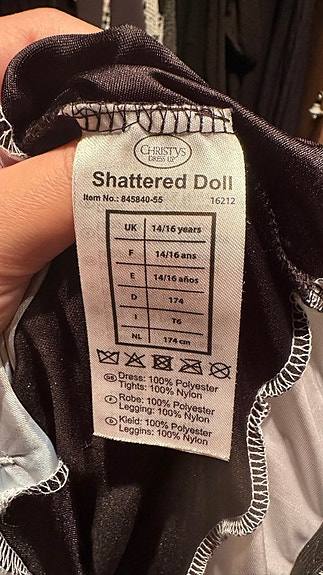 CHRISTYS
DRESS UP
Shattered Doll
Item No.: 845840-55 16212
UK 14/16 years
F 14/16 ans
E 14/16 años
D 174
I T6
NL 174 cm
GB Dress: 100% Polyester
Tights: 100% Nylon
F Robe: 100% Polyester
Legging: 100% Nylon
D Kleid: 100% Polyester
Leggins: 100% Nylon